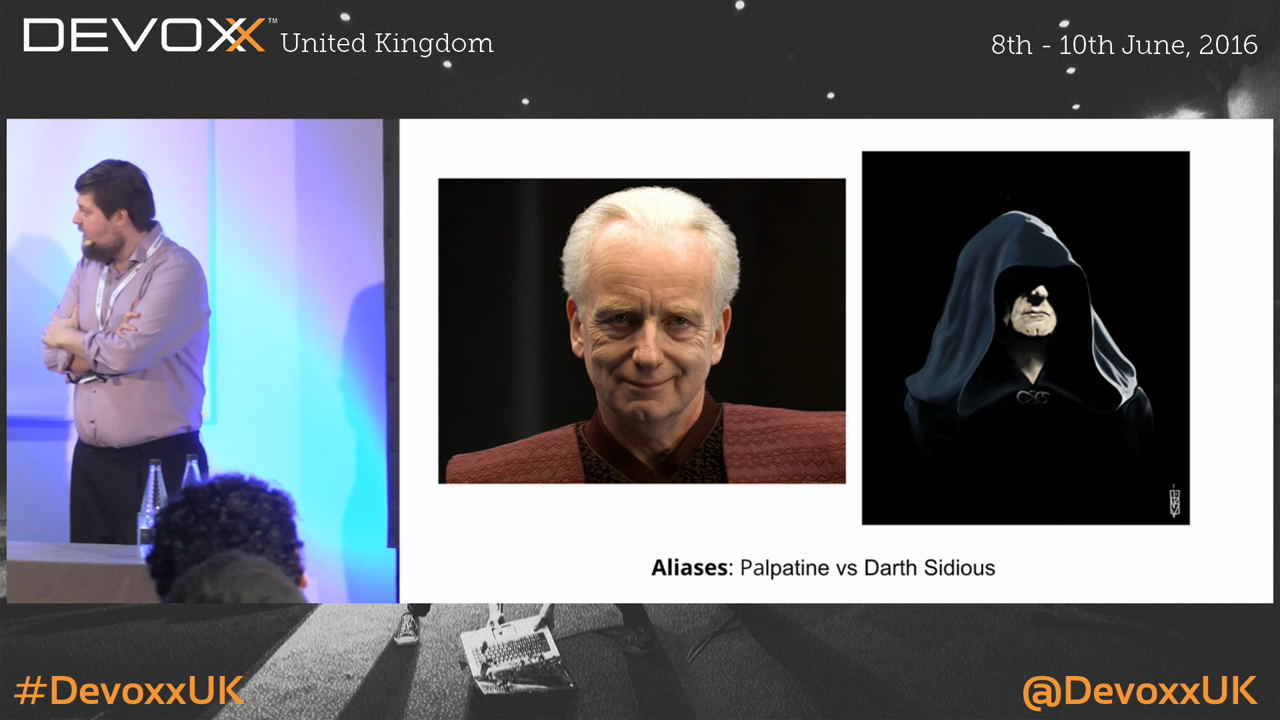 DEVOXX™ United Kingdom
8th - 10th June, 2016
Aliases: Palpatine vs Darth Sidious
#DevoxxUK
@DevoxxUK